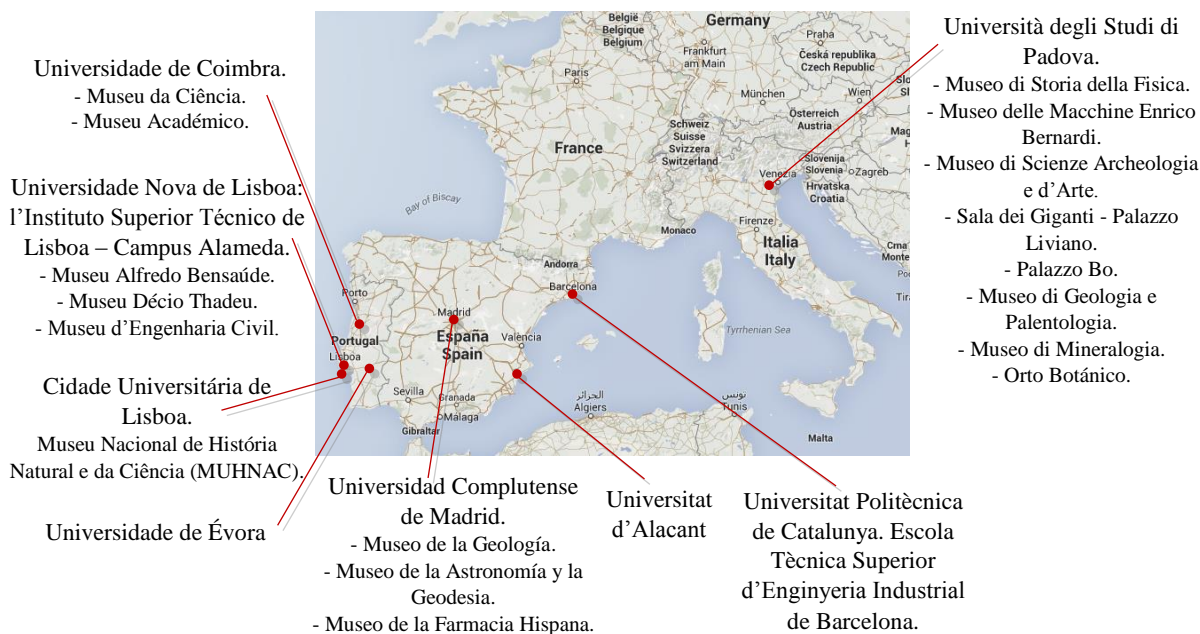 Universidade de Coimbra.
- Museu da Ciência.
- Museu Académico.
Universidade Nova de Lisboa:
l’Instituto Superior Técnico de
Lisboa – Campus Alameda.
- Museu Alfredo Bensaúde.
- Museu Décio Thadeu.
- Museu d’Engenharia Civil.
Cidade Universitária de
Lisboa.
Museu Nacional de História
Natural e da Ciência (MUHNAC).
Universidade de Évora
België
Belgique
Belgium
Germany
Frankfurt
am Main
Praha
Česká republika
Czech Republic
Paris
München
Wien
Österreich
Austria
Schweiz
Suisse
Svizzera
Switzerland
France
Slovenija
Slovenia
Zagreb
Venezia
Hrvatska
Croatia
Bay of Biscay
Monaco
Firenze
Italia
Italy
Andorra
Barcelona
Porto
Madrid
Portugal
España
Spain
València
Lisboa
Tyrrhenian Sea
Sevilla
Granada
Málaga
Gibraltar
الجزائر
Algiers
تونس
Tunis
Malta
Crna
Monte
Università degli Studi di
Padova.
- Museo di Storia della Fisica.
- Museo delle Macchine Enrico
Bernardi.
- Museo di Scienze Archeologia
e d’Arte.
- Sala dei Giganti - Palazzo
Liviano.
- Palazzo Bo.
- Museo di Geologia e
Palentologia.
- Museo di Mineralogia.
- Orto Botánico.
Universidad Complutense
de Madrid.
- Museo de la Geología.
- Museo de la Astronomía y la
Geodesia.
- Museo de la Farmacia Hispana.
Universitat
d’Alacant
Universitat Politècnica
de Catalunya. Escola
Tècnica Superior
d’Enginyeria Industrial
de Barcelona.